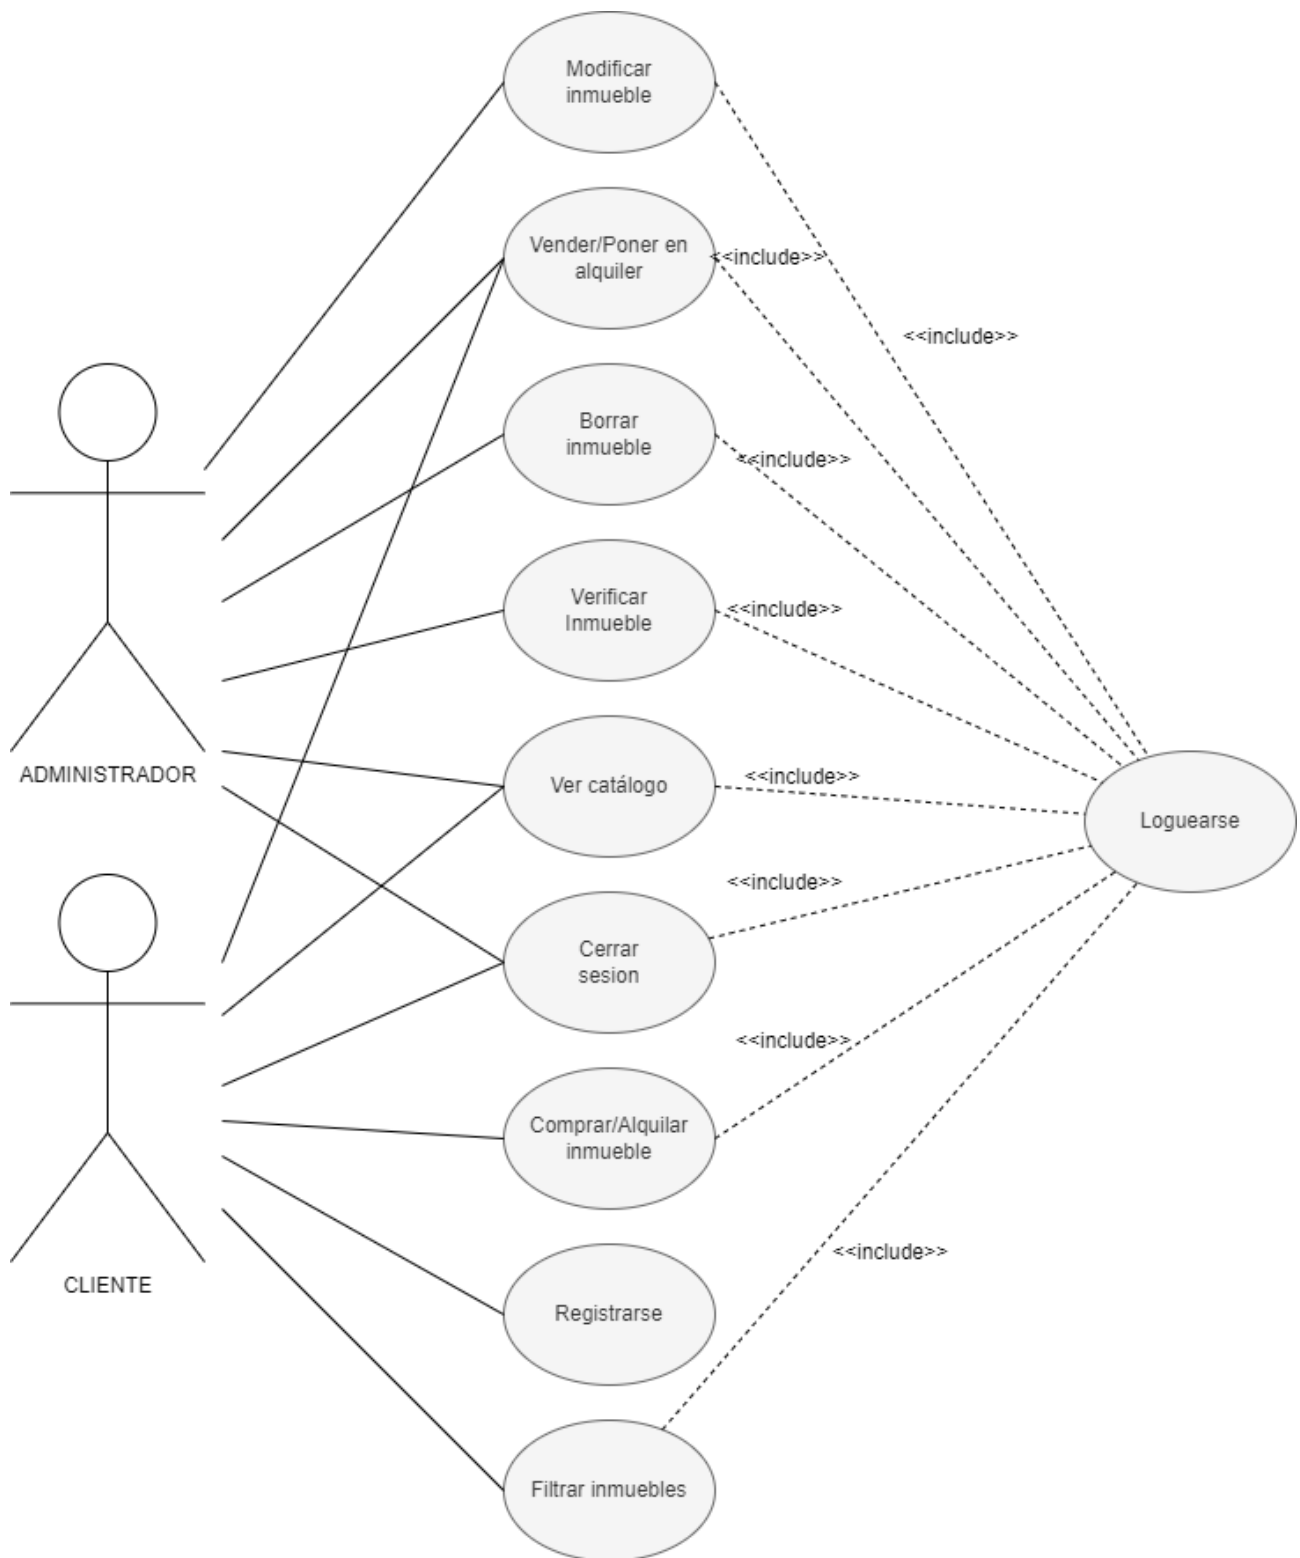 Modificar
inmueble
Vender/Poner en
alquiler
<<include>>
<<include>>
Borrar
inmueble
<<include>>
Verificar
Inmueble
<<include>>
ADMINISTRADOR
Ver catálogo
<<include>>
Loguearse
<<include>>
Cerrar
sesion
<<include>>
Comprar/Alquilar
inmueble
<<include>>
CLIENTE
Registrarse
Filtrar inmuebles